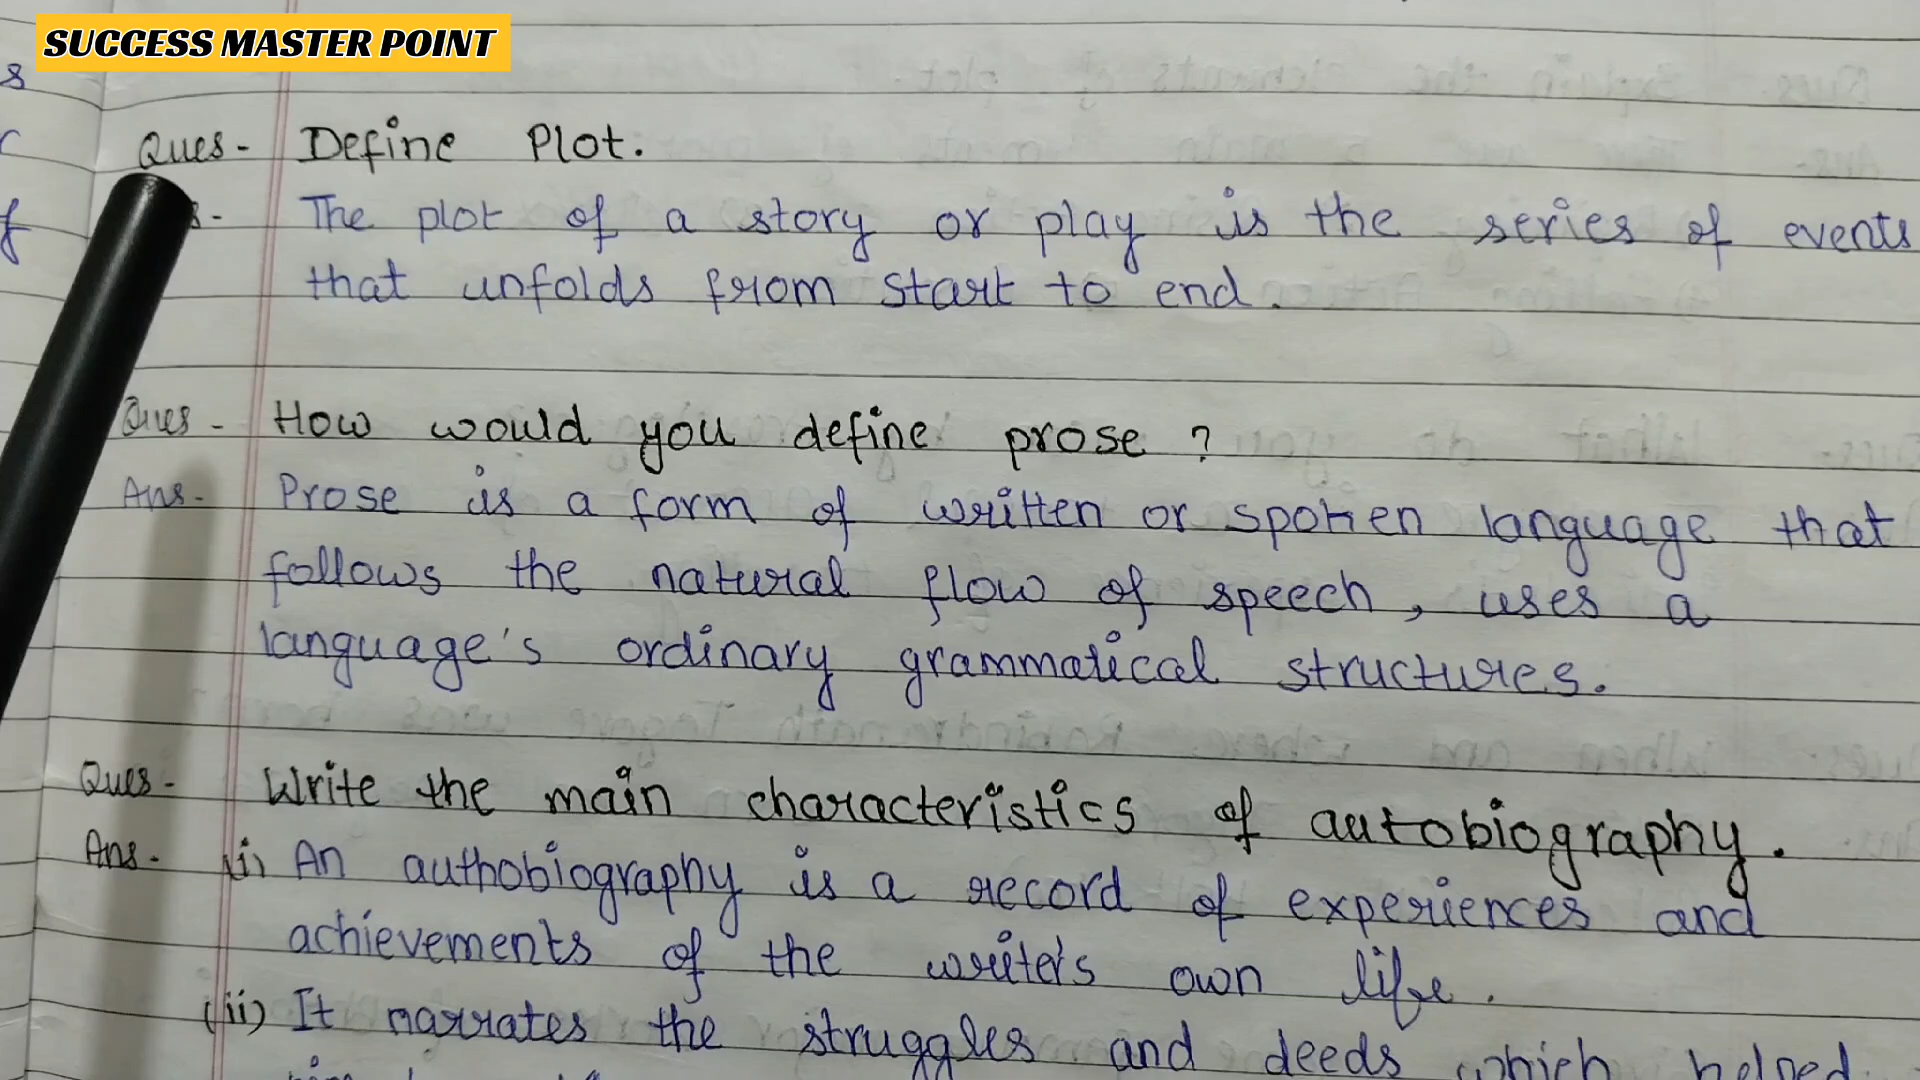 SUCCESS MASTER POINT
Ques- Define Plot.
The plot of a story or play is the series of events
that unfolds from start to end.
Ques- How would you define prose ?
Ans- Prose is a form of written or spoken language that
follows the natural flow of speech, uses a
language's ordinary grammatical structures.
Ques- Write the main characteristics of autobiography.
Ans- (i) An authobiography is a record of experiences and
achievements of the writer's own life.
(ii) It narrates the struggles and deeds which helped